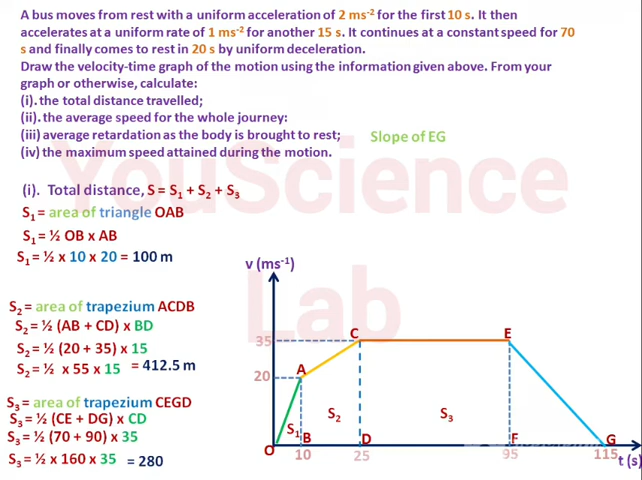 A bus moves from rest with a uniform acceleration of 2 ms⁻² for the first 10 s. It then
accelerates at a uniform rate of 1 ms⁻² for another 15 s. It continues at a constant speed for 70
s and finally comes to rest in 20 s by uniform deceleration.
Draw the velocity-time graph of the motion using the information given above. From your
graph or otherwise, calculate:
(i). the total distance travelled;
(ii). the average speed for the whole journey:
(iii) average retardation as the body is brought to rest; Slope of EG
(iv) the maximum speed attained during the motion.
YouScience
Lab
(i). Total distance, S = S₁ + S₂ + S₃
S₁ = area of triangle OAB
S₁ = ½ OB x AB
S₁ = ½ x 10 x 20 = 100 m
S₂ = area of trapezium ACDB
S₂ = ½ (AB + CD) x BD
S₂ = ½ (20 + 35) x 15
S₂ = ½ x 55 x 15 = 412.5 m
S₃ = area of trapezium CEGD
S₃ = ½ (CE + DG) x CD
S₃ = ½ (70 + 90) x 35
S₃ = ½ x 160 x 35 = 280
v (ms⁻¹)
35 C E
20 A
S₁ S₂ S₃
O B D F G
10 25 95 115 t (s)